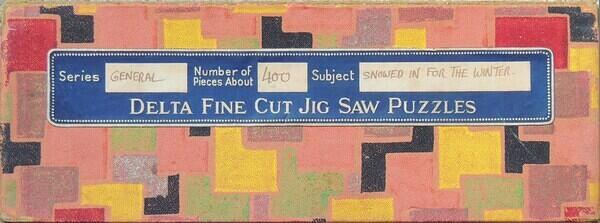 Series GENERAL Number of Pieces About 400 Subject SNOWED IN FOR THE WINTER.
DELTA FINE CUT JIG SAW PUZZLES